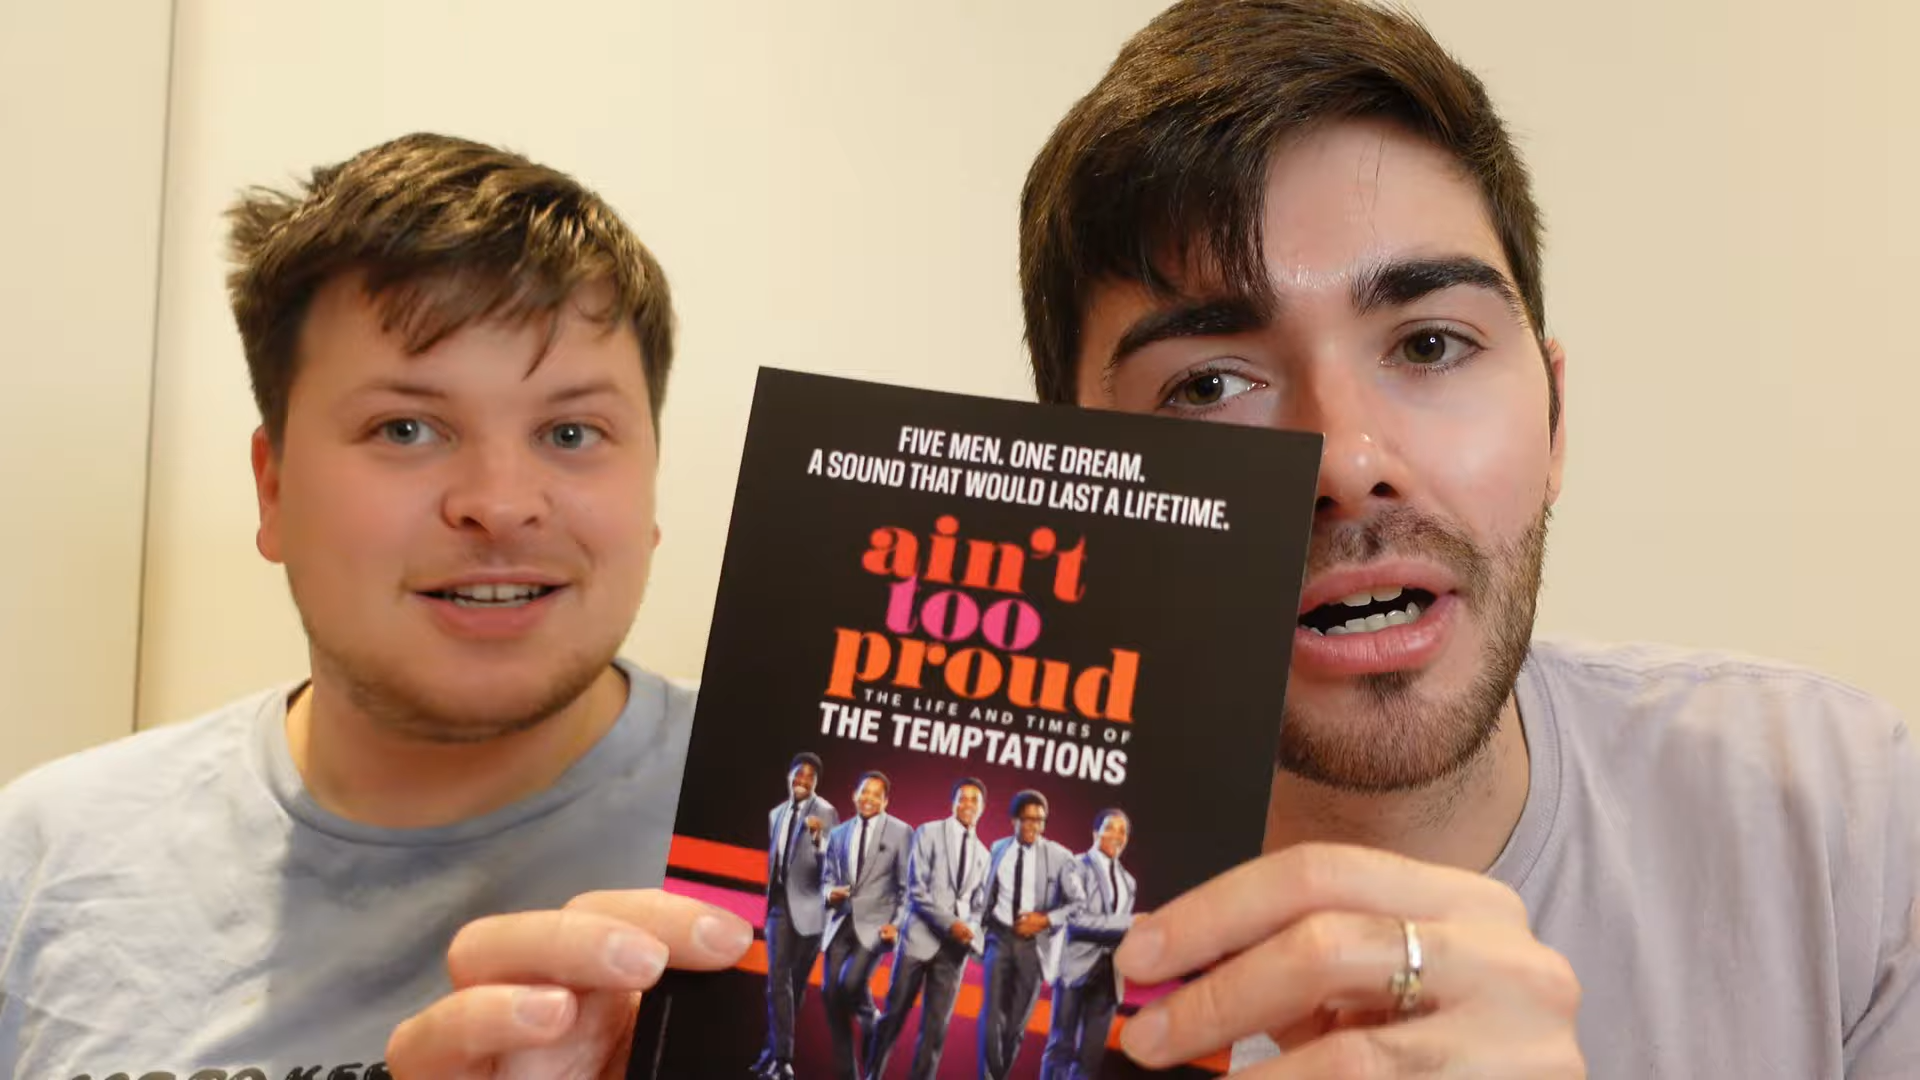 FIVE MEN. ONE DREAM.
A SOUND THAT WOULD LAST A LIFETIME.
ain't
too
proud
THE LIFE AND TIMES OF
THE TEMPTATIONS